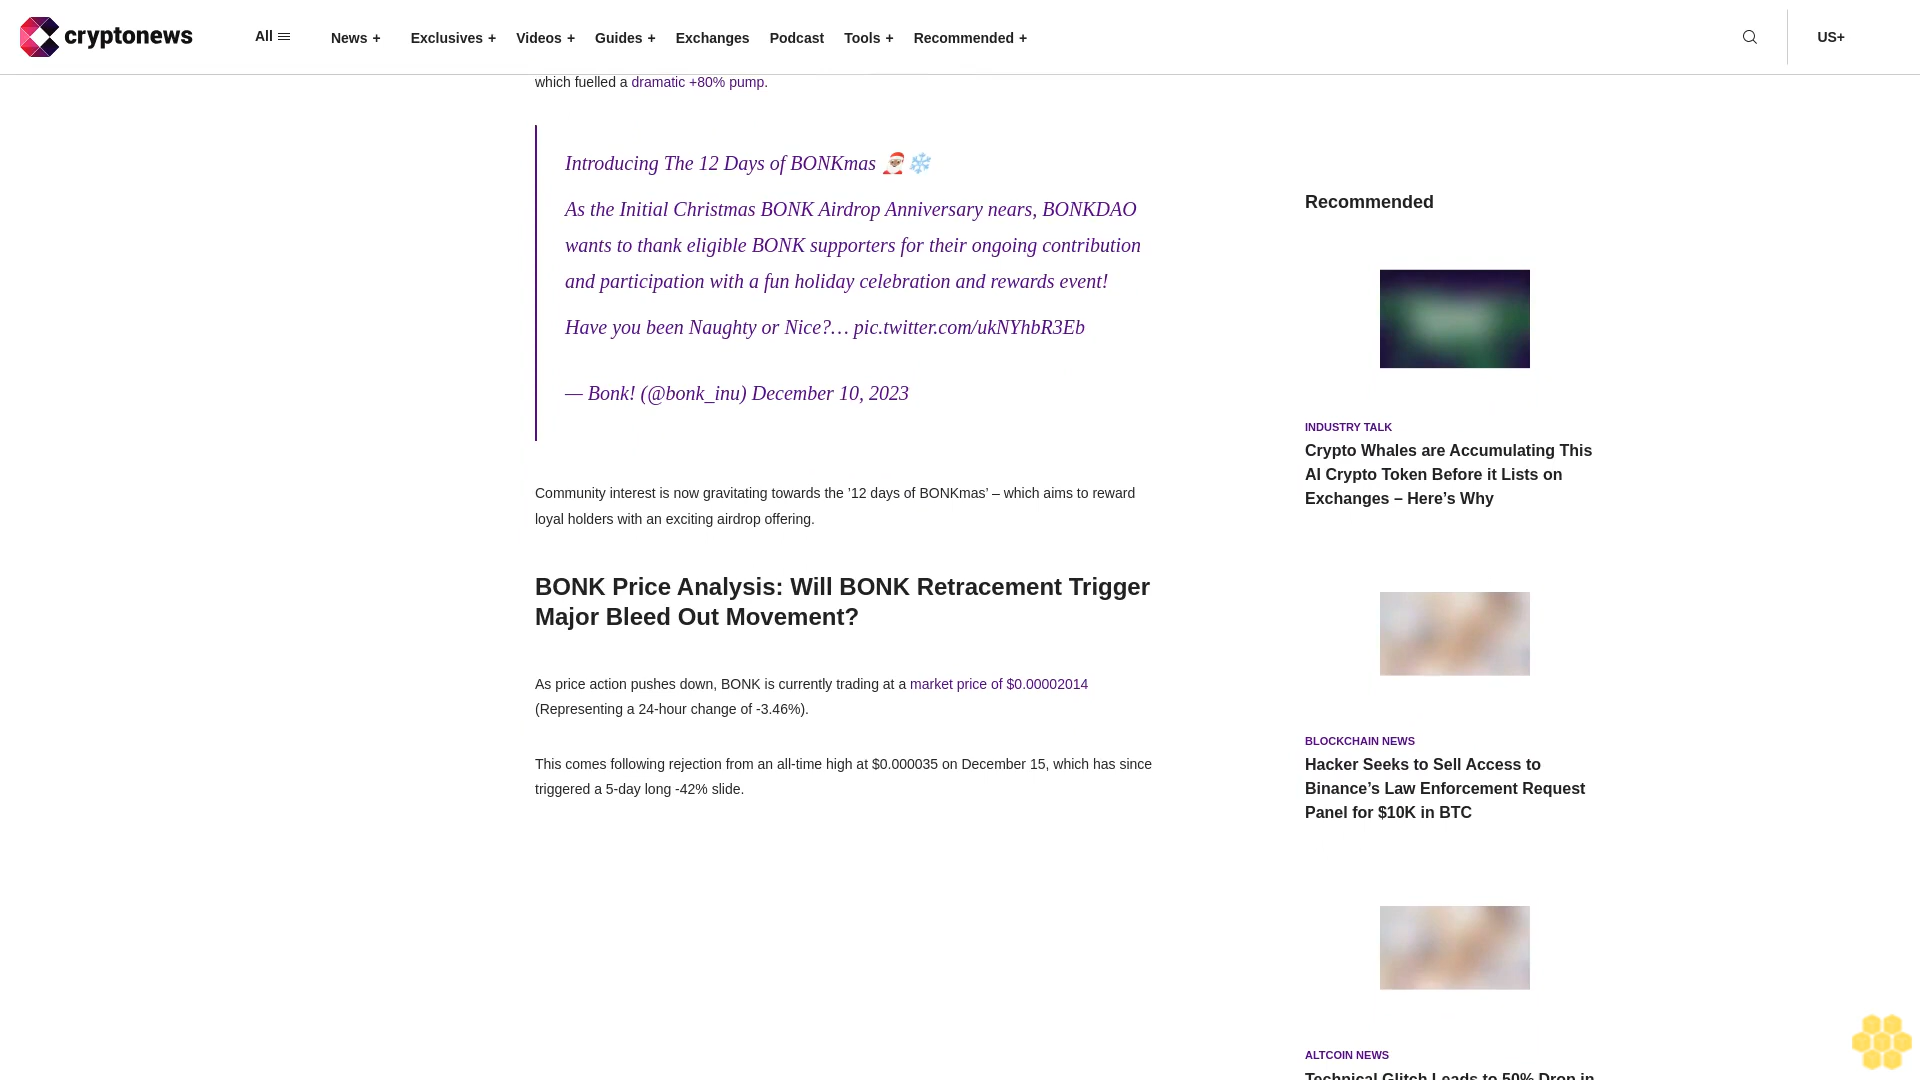 cryptonews
All
News +
Exclusives +
Videos +
Guides +
Exchanges
Podcast
Tools +
Recommended +
US+
which fuelled a dramatic +80% pump.
Introducing The 12 Days of BONKmas 🎅🏼❄️
As the Initial Christmas BONK Airdrop Anniversary nears, BONKDAO
wants to thank eligible BONK supporters for their ongoing contribution
and participation with a fun holiday celebration and rewards event!
Have you been Naughty or Nice?… pic.twitter.com/ukNYhbR3Eb
— Bonk! (@bonk_inu) December 10, 2023
Community interest is now gravitating towards the ’12 days of BONKmas’ – which aims to reward
loyal holders with an exciting airdrop offering.
BONK Price Analysis: Will BONK Retracement Trigger
Major Bleed Out Movement?
As price action pushes down, BONK is currently trading at a market price of $0.00002014
(Representing a 24-hour change of -3.46%).
This comes following rejection from an all-time high at $0.000035 on December 15, which has since
triggered a 5-day long -42% slide.
Recommended
INDUSTRY TALK
Crypto Whales are Accumulating This
AI Crypto Token Before it Lists on
Exchanges – Here’s Why
BLOCKCHAIN NEWS
Hacker Seeks to Sell Access to
Binance’s Law Enforcement Request
Panel for $10K in BTC
ALTCOIN NEWS
Technical Glitch Leads to 50% Drop in